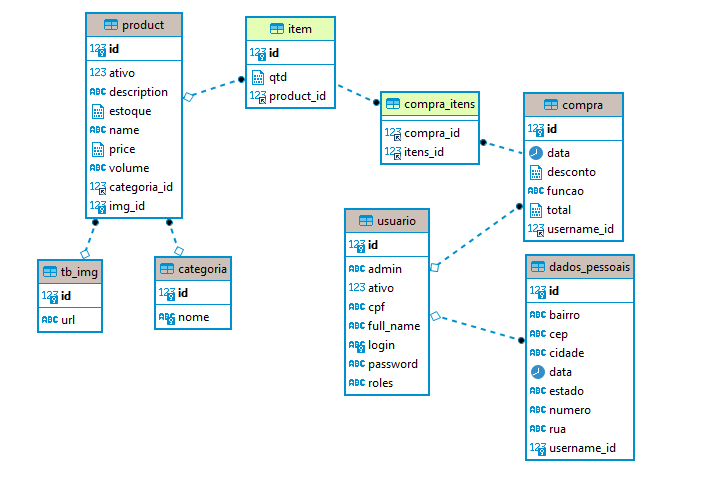 product
123 id
123 ativo
ABC description
estoque
ABC name
price
ABC volume
123 categoria_id
123 img_id
item
123 id
qtd
123 product_id
compra_itens
123 compra_id
123 itens_id
compra
123 id
data
desconto
ABC funcao
total
123 username_id
usuario
123 id
ABC admin
123 ativo
ABC cpf
ABC full_name
ABC login
ABC password
ABC roles
tb_img
123 id
ABC url
categoria
123 id
ABC nome
dados_pessoais
123 id
ABC bairro
ABC cep
ABC cidade
data
ABC estado
ABC numero
ABC rua
123 username_id